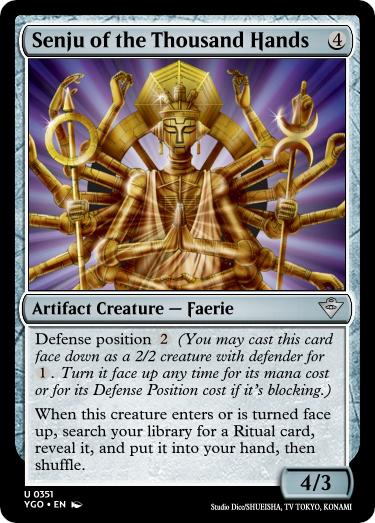 Senju of the Thousand Hands 4
Artifact Creature — Faerie
Defense position 2 (You may cast this card
face down as a 2/2 creature with defender for
1. Turn it face up any time for its mana cost
or for its Defense Position cost if it's blocking.)
When this creature enters or is turned face
up, search your library for a Ritual card,
reveal it, and put it into your hand, then
shuffle.
4/3
U 0351
YGO • EN
Studio Dice/SHUEISHA, TV TOKYO, KONAMI